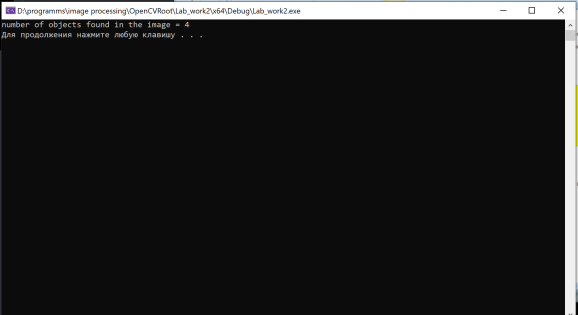 D:\programms\image processing\OpenCVRoot\Lab_work2\x64\Debug\Lab_work2.exe
number of objects found in the image = 4
Для продолжения нажмите любую клавишу . . .